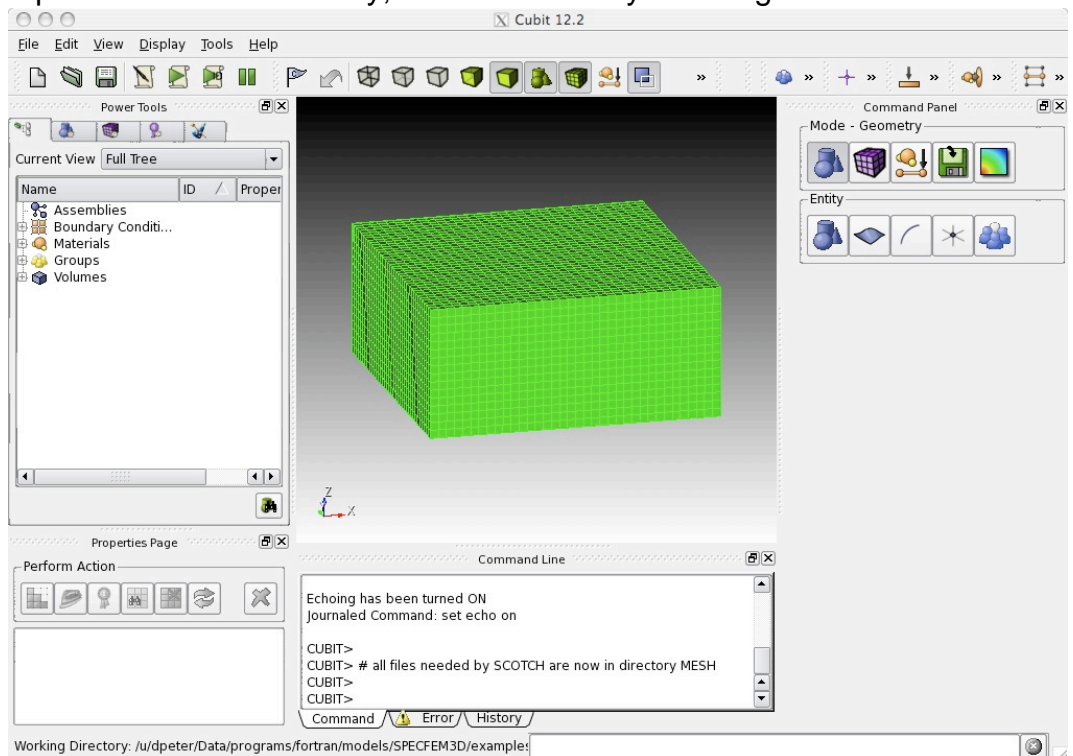 Cubit 12.2
File Edit View Display Tools Help
» » » » » »
Power Tools
Current View Full Tree
Name ID Proper
Assemblies
Boundary Conditi...
Materials
Groups
Volumes
Properties Page
Perform Action
Z
X
Command Line
Echoing has been turned ON
Journaled Command: set echo on
CUBIT>
CUBIT> # all files needed by SCOTCH are now in directory MESH
CUBIT>
CUBIT>
Command Error History
Command Panel
Mode - Geometry
Entity
Working Directory: /u/dpeter/Data/programs/fortran/models/SPECFEM3D/examples